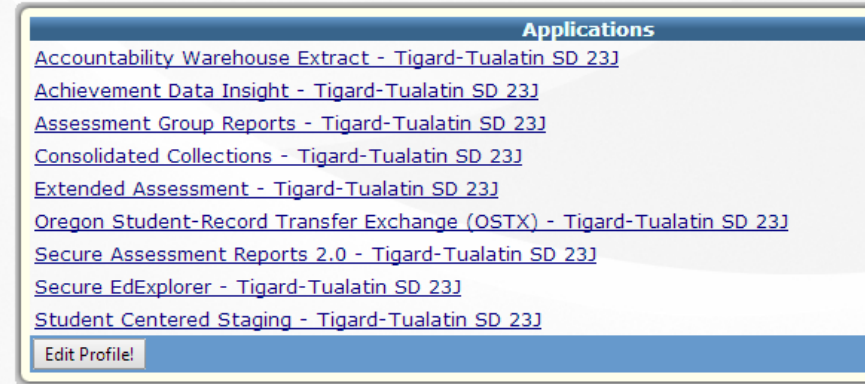 Applications
Accountability Warehouse Extract - Tigard-Tualatin SD 23J
Achievement Data Insight - Tigard-Tualatin SD 23J
Assessment Group Reports - Tigard-Tualatin SD 23J
Consolidated Collections - Tigard-Tualatin SD 23J
Extended Assessment - Tigard-Tualatin SD 23J
Oregon Student-Record Transfer Exchange (OSTX) - Tigard-Tualatin SD 23J
Secure Assessment Reports 2.0 - Tigard-Tualatin SD 23J
Secure EdExplorer - Tigard-Tualatin SD 23J
Student Centered Staging - Tigard-Tualatin SD 23J
Edit Profile!